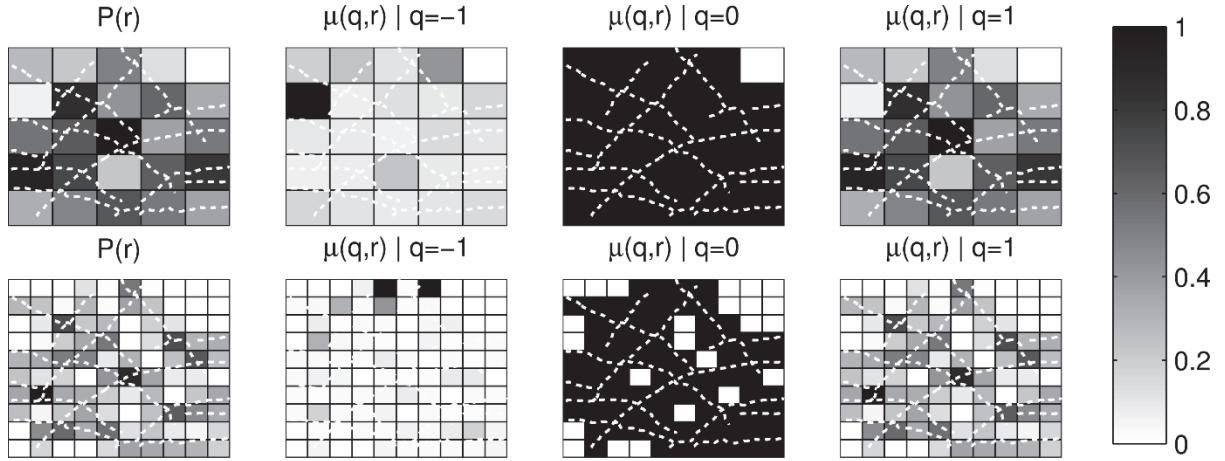 P(r)
μ(q,r) | q=−1
μ(q,r) | q=0
μ(q,r) | q=1
P(r)
μ(q,r) | q=−1
μ(q,r) | q=0
μ(q,r) | q=1
1
0.8
0.6
0.4
0.2
0